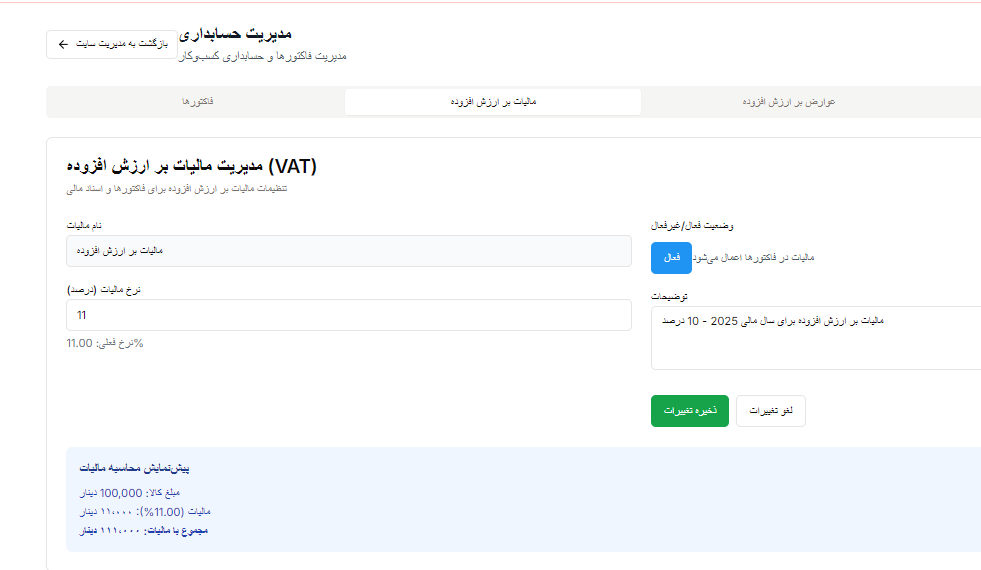 مدیریت حسابداری
مدیریت فاکتورها و حسابداری کسب‌وکار
بازگشت به مدیریت سایت
فاکتورها
مالیات بر ارزش افزوده
عوارض بر ارزش افزوده
مدیریت مالیات بر ارزش افزوده (VAT)
تنظیمات مالیات بر ارزش افزوده برای فاکتورها و اسناد مالی
نام مالیات
مالیات بر ارزش افزوده
نرخ مالیات (درصد)
11
نرخ فعلی: 11.00%
وضعیت فعال/غیرفعال
فعال
مالیات در فاکتورها اعمال می‌شود
توضیحات
مالیات بر ارزش افزوده برای سال مالی 2025 - 10 درصد
ذخیره تغییرات
لغو تغییرات
پیش‌نمایش محاسبه مالیات
مبلغ کالا: 100,000 دینار
مالیات (11.00%): ۱۱٬۰۰۰ دینار
مجموع با مالیات: ۱۱۱٬۰۰۰ دینار